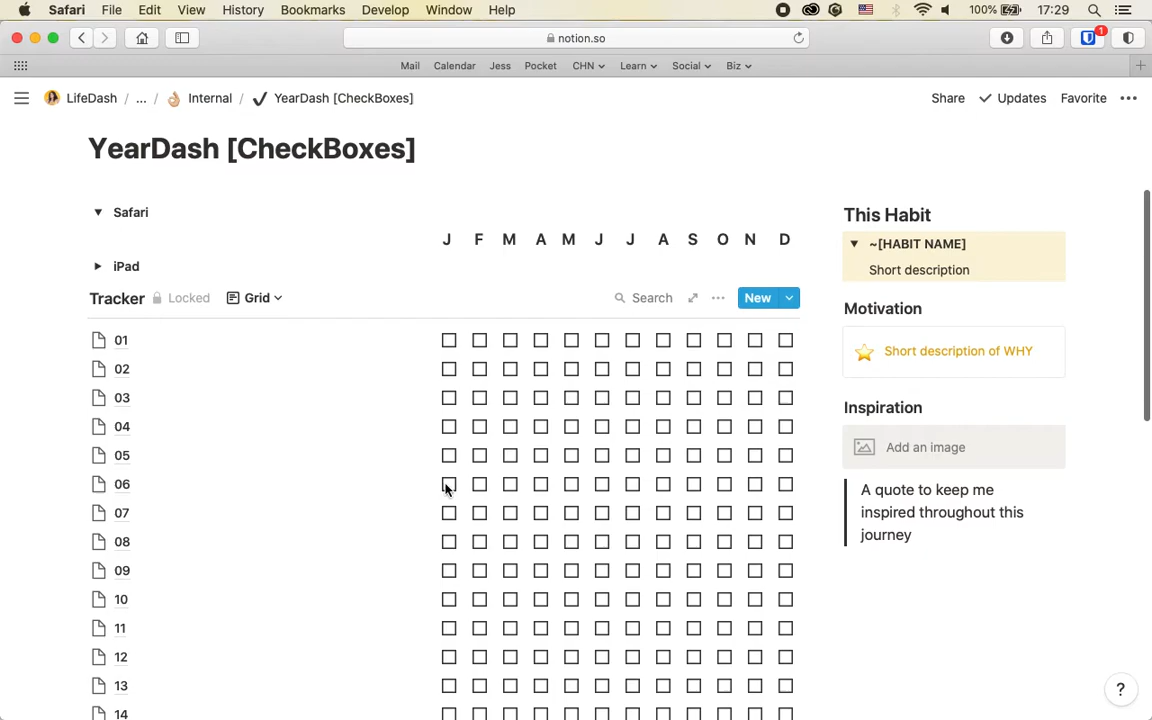 Safari File Edit View History Bookmarks Develop Window Help 100% 17:29
notion.so 1
Mail Calendar Jess Pocket CHN Learn Social Biz
LifeDash / ... / Internal / YearDash [CheckBoxes] Share Updates Favorite
YearDash [CheckBoxes]
Safari
J F M A M J J A S O N D
iPad
Tracker Locked Grid Search New
01
02
03
04
05
06
07
08
09
10
11
12
13
14
This Habit
~[HABIT NAME]
Short description
Motivation
Short description of WHY
Inspiration
Add an image
A quote to keep me
inspired throughout this
journey
?